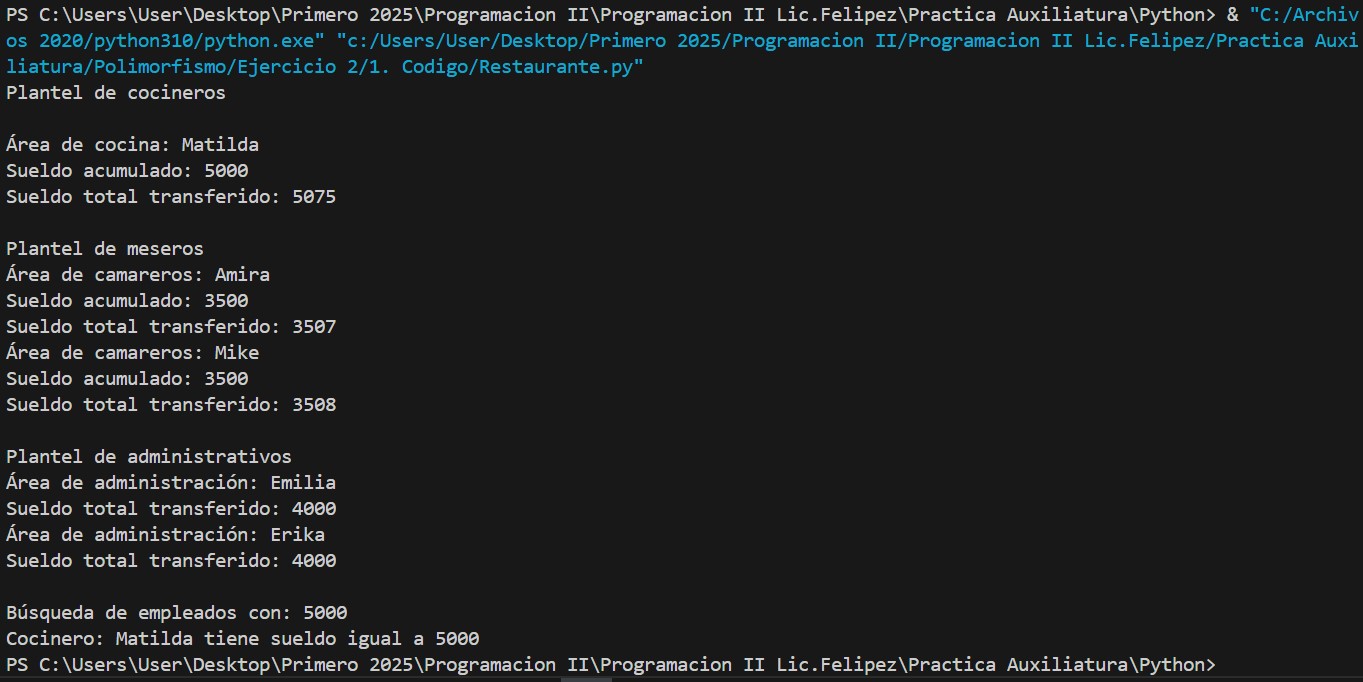 PS C:\Users\User\Desktop\Primero 2025\Programacion II\Programacion II Lic.Felipez\Practica Auxiliatura\Python> & "C:/Archiv
os 2020/python310/python.exe" "c:/Users/User/Desktop/Primero 2025/Programacion II/Programacion II Lic.Felipez/Practica Auxi
liatura/Polimorfismo/Ejercicio 2/1. Codigo/Restaurante.py"
Plantel de cocineros
Área de cocina: Matilda
Sueldo acumulado: 5000
Sueldo total transferido: 5075
Plantel de meseros
Área de camareros: Amira
Sueldo acumulado: 3500
Sueldo total transferido: 3507
Área de camareros: Mike
Sueldo acumulado: 3500
Sueldo total transferido: 3508
Plantel de administrativos
Área de administración: Emilia
Sueldo total transferido: 4000
Área de administración: Erika
Sueldo total transferido: 4000
Búsqueda de empleados con: 5000
Cocinero: Matilda tiene sueldo igual a 5000
PS C:\Users\User\Desktop\Primero 2025\Programacion II\Programacion II Lic.Felipez\Practica Auxiliatura\Python>